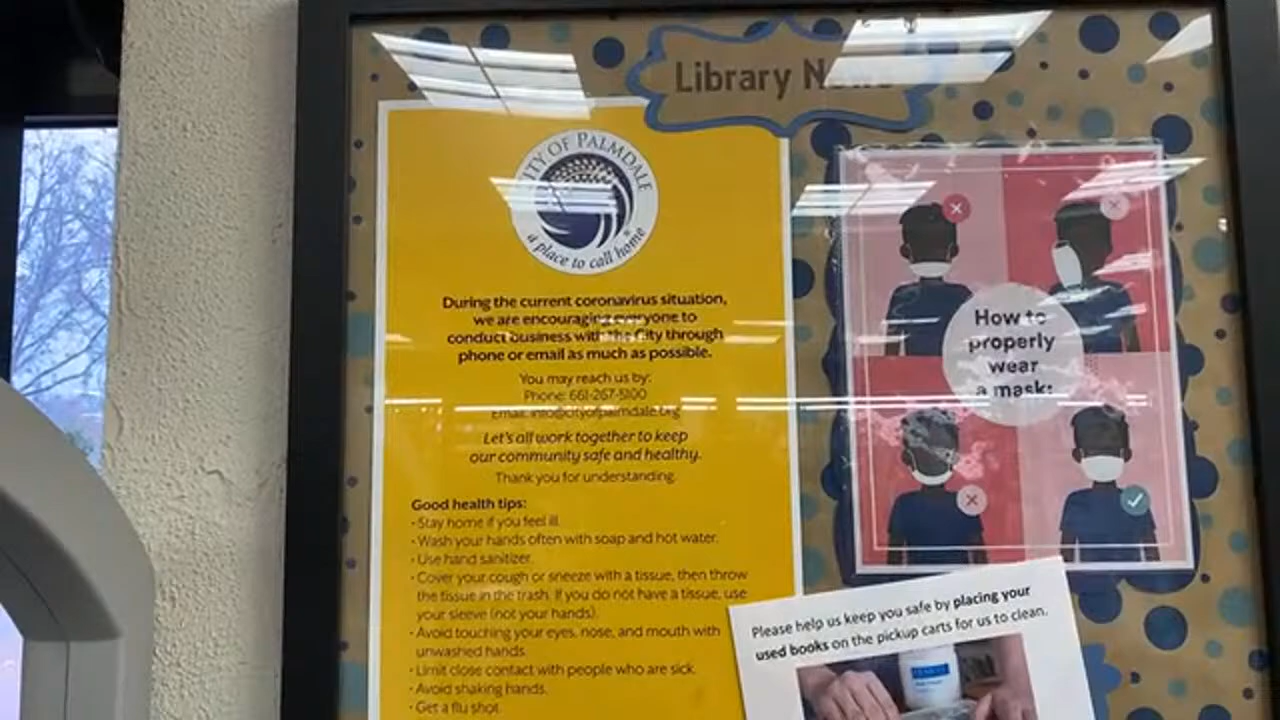 Library News
CITY OF PALMDALE
a place to call home
During the current coronavirus situation,
we are encouraging everyone to
conduct business with the City through
phone or email as much as possible.
You may reach us by:
Phone: 661-267-5100
Email: info@cityofpalmdale.org
Let's all work together to keep
our community safe and healthy.
Thank you for understanding.
Good health tips:
• Stay home if you feel ill.
• Wash your hands often with soap and hot water.
• Use hand sanitizer.
• Cover your cough or sneeze with a tissue, then throw
the tissue in the trash. If you do not have a tissue, use
your sleeve (not your hands).
• Avoid touching your eyes, nose, and mouth with
unwashed hands.
• Limit close contact with people who are sick.
• Avoid shaking hands.
• Get a flu shot.
How to
properly
wear
a mask:
Please help us keep you safe by placing your
used books on the pickup carts for us to clean.